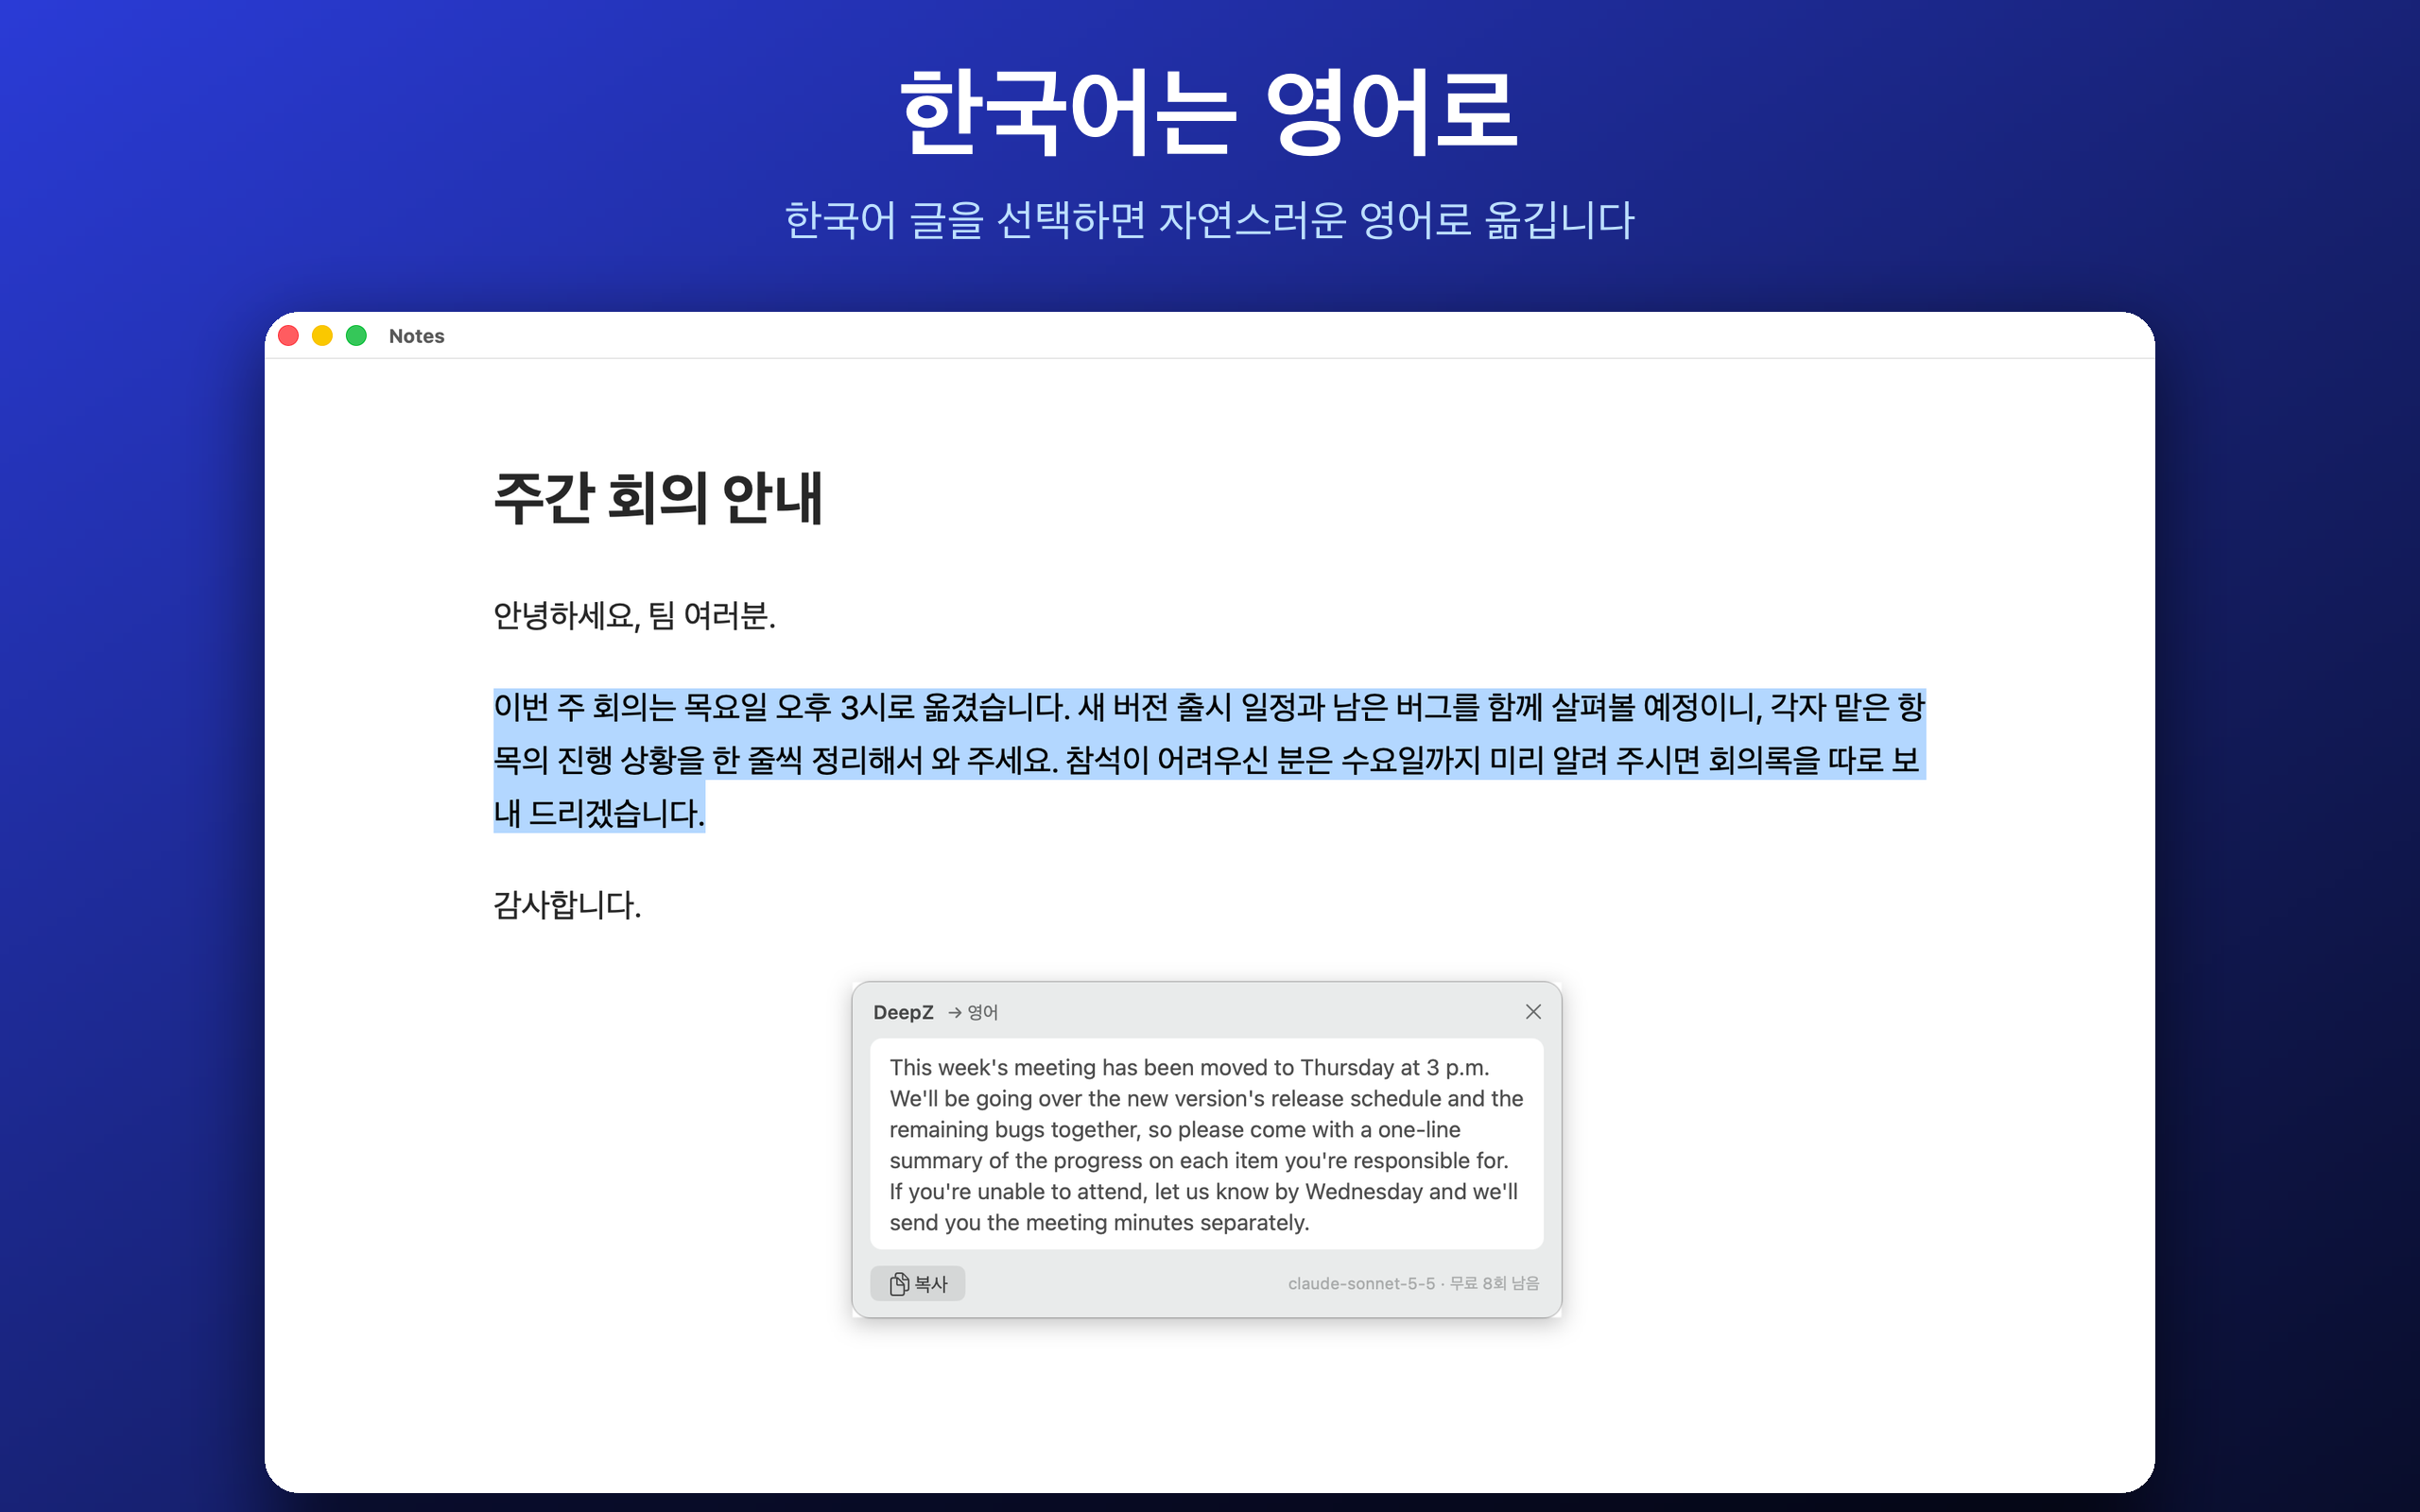 한국어는 영어로
한국어 글을 선택하면 자연스러운 영어로 옮깁니다
Notes
주간 회의 안내
안녕하세요, 팀 여러분.
이번 주 회의는 목요일 오후 3시로 옮겼습니다. 새 버전 출시 일정과 남은 버그를 함께 살펴볼 예정이니, 각자 맡은 항
목의 진행 상황을 한 줄씩 정리해서 와 주세요. 참석이 어려우신 분은 수요일까지 미리 알려 주시면 회의록을 따로 보
내 드리겠습니다.
감사합니다.
DeepZ → 영어
This week's meeting has been moved to Thursday at 3 p.m.
We'll be going over the new version's release schedule and the
remaining bugs together, so please come with a one-line
summary of the progress on each item you're responsible for.
If you're unable to attend, let us know by Wednesday and we'll
send you the meeting minutes separately.
복사
claude-sonnet-5-5 · 무료 8회 남음